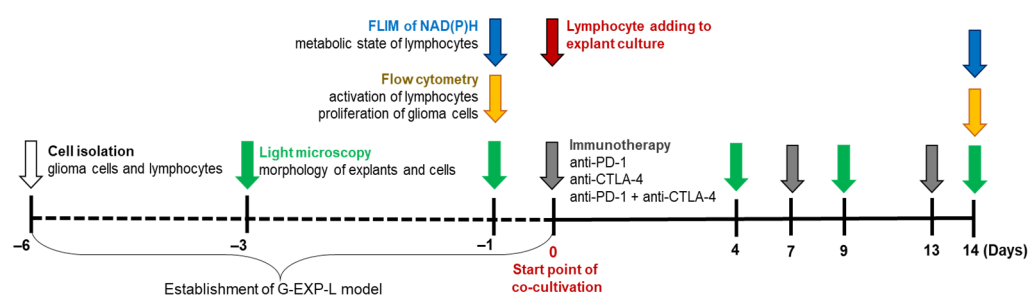 FLIM of NAD(P)H
metabolic state of lymphocytes
Lymphocyte adding to
explant culture
Flow cytometry
activation of lymphocytes
proliferation of glioma cells
Cell isolation
glioma cells and lymphocytes
Light microscopy
morphology of explants and cells
Immunotherapy
anti-PD-1
anti-CTLA-4
anti-PD-1 + anti-CTLA-4
–6
–3
–1
0
4
7
9
13
14 (Days)
Start point of
co-cultivation
Establishment of G-EXP-L model